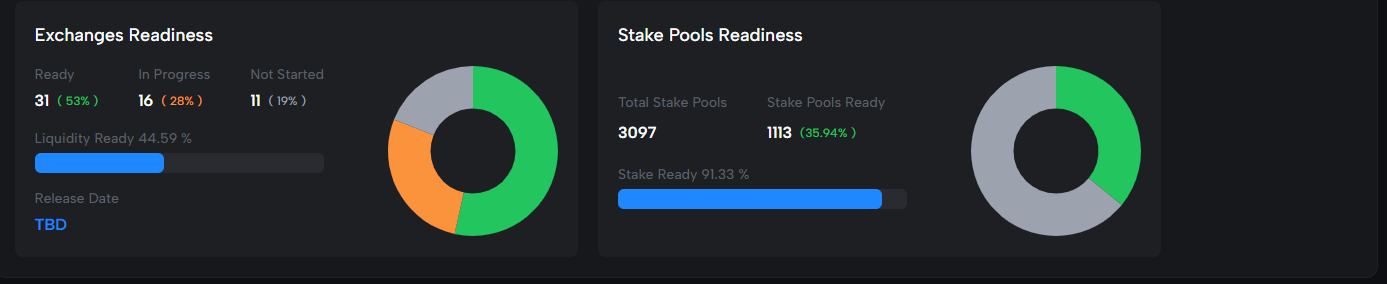 Exchanges Readiness
Ready In Progress Not Started
31 ( 53% ) 16 ( 28% ) 11 ( 19% )
Liquidity Ready 44.59 %
Release Date
TBD
Stake Pools Readiness
Total Stake Pools Stake Pools Ready
3097 1113 (35.94% )
Stake Ready 91.33 %